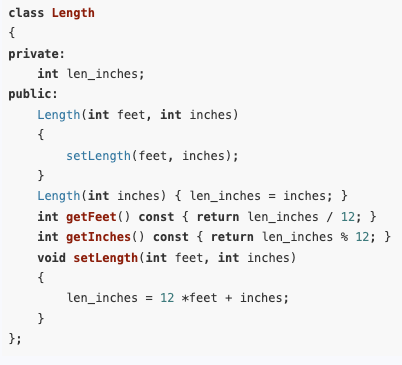 class Length
{
private:
    int len_inches;
public:
    Length(int feet, int inches)
    {
        setLength(feet, inches);
    }
    Length(int inches) { len_inches = inches; }
    int getFeet() const { return len_inches / 12; }
    int getInches() const { return len_inches % 12; }
    void setLength(int feet, int inches)
    {
        len_inches = 12 *feet + inches;
    }
};